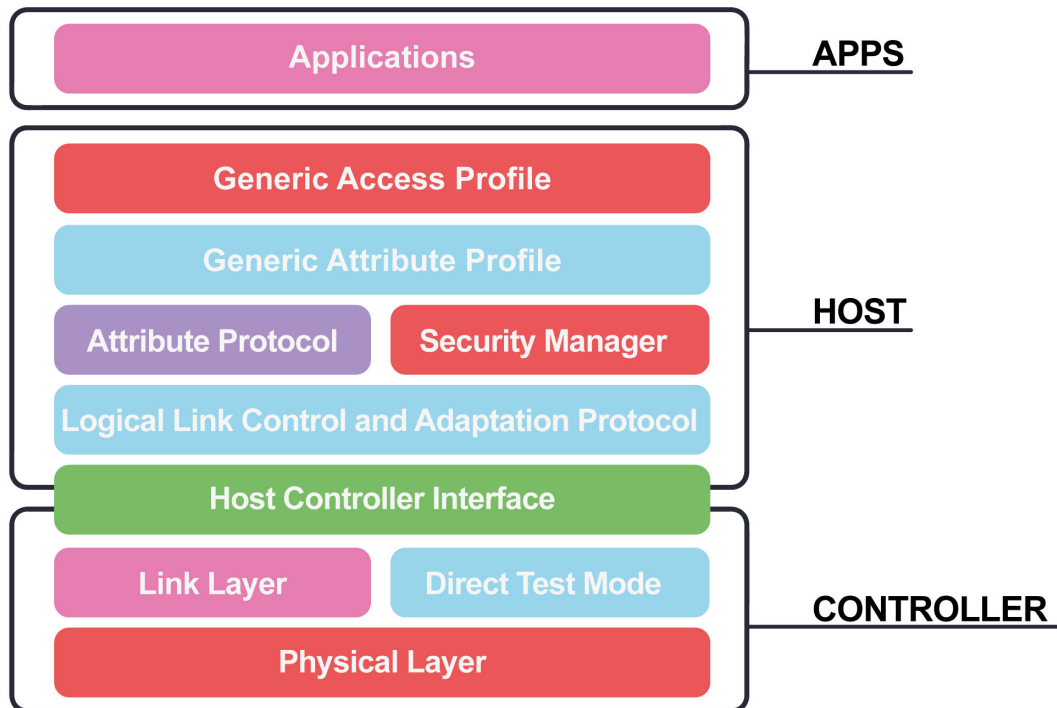 Applications
APPS
Generic Access Profile
Generic Attribute Profile
Attribute Protocol
Security Manager
HOST
Logical Link Control and Adaptation Protocol
Host Controller Interface
Link Layer
Direct Test Mode
CONTROLLER
Physical Layer